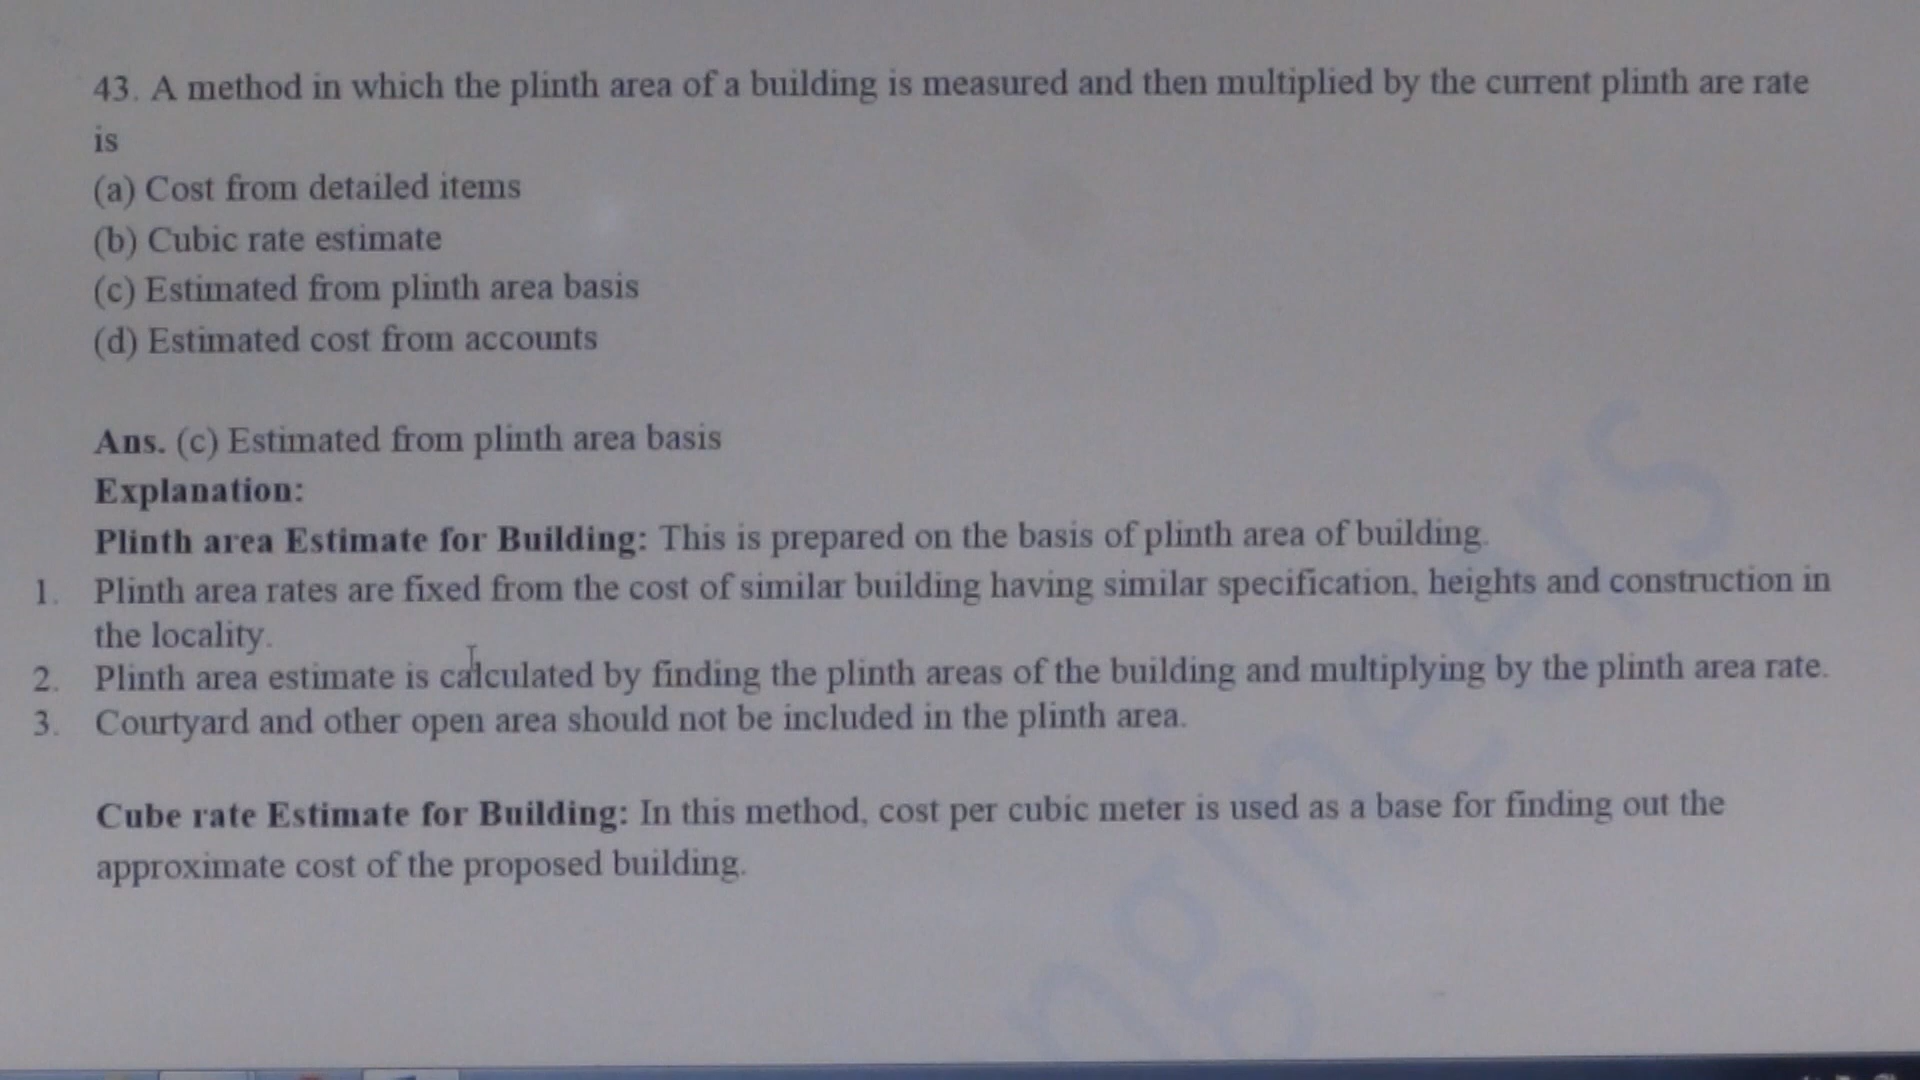 43. A method in which the plinth area of a building is measured and then multiplied by the current plinth are rate
is
(a) Cost from detailed items
(b) Cubic rate estimate
(c) Estimated from plinth area basis
(d) Estimated cost from accounts
Ans. (c) Estimated from plinth area basis
Explanation:
Plinth area Estimate for Building: This is prepared on the basis of plinth area of building.
1. Plinth area rates are fixed from the cost of similar building having similar specification, heights and construction in
the locality.
2. Plinth area estimate is calculated by finding the plinth areas of the building and multiplying by the plinth area rate.
3. Courtyard and other open area should not be included in the plinth area.
Cube rate Estimate for Building: In this method, cost per cubic meter is used as a base for finding out the
approximate cost of the proposed building.
ngineers